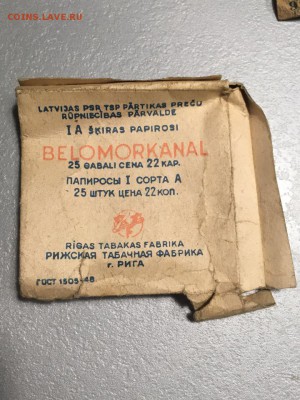 COINS.LAVE.RU
LATVIJAS PSR TSP PĀRTIKAS PREČU
RŪPNIECĪBAS PĀRVALDE
IA ŠĶIRAS PAPIROSI
BELOMORKANAL
25 GABALI CENA 22 KAP.
ПАПИРОСЫ I СОРТА А
25 ШТУК ЦЕНА 22 КОП.
RĪGAS TABAKAS FABRIKA
РИЖСКАЯ ТАБАЧНАЯ ФАБРИКА
г. РИГА
ГОСТ 1505-48